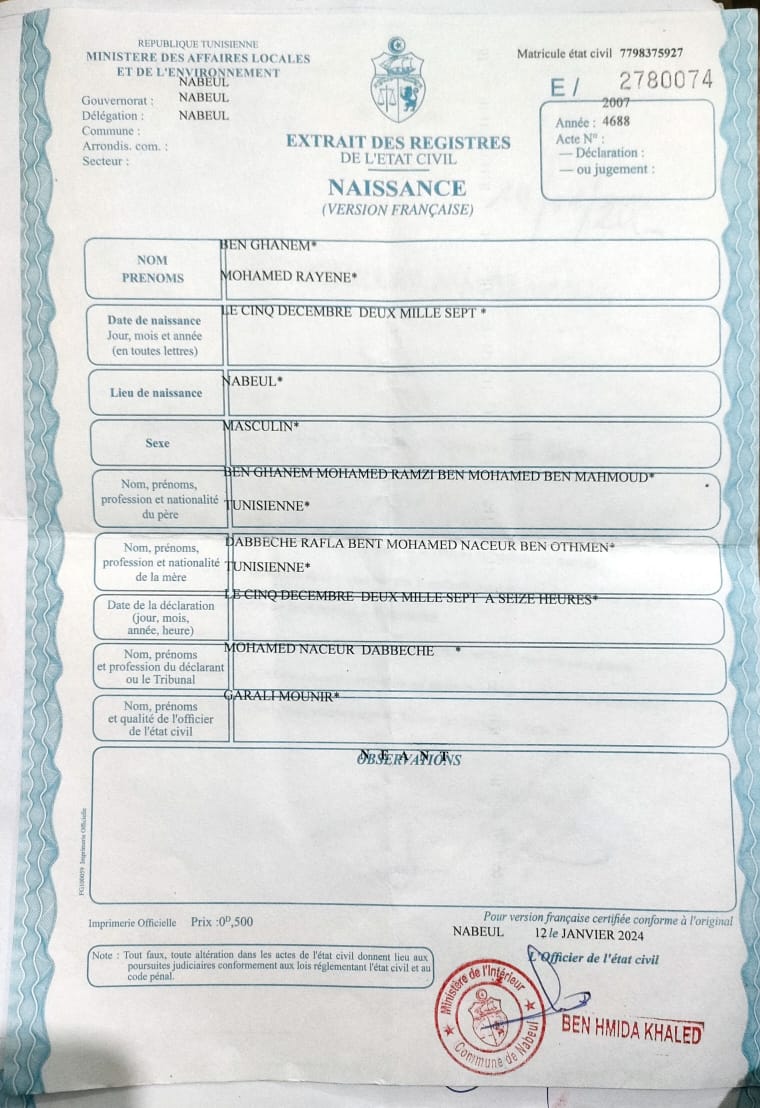 REPUBLIQUE TUNISIENNE
MINISTERE DES AFFAIRES LOCALES
ET DE L'ENVIRONNEMENT
NABEUL
Gouvernorat : NABEUL
Délégation : NABEUL
Commune :
Arrondis. com. :
Secteur :
Matricule état civil 7798375927
E / 2780074
2007
Année : 4688
Acte N° :
— Déclaration :
— ou jugement :
EXTRAIT DES REGISTRES
DE L'ETAT CIVIL
NAISSANCE
(VERSION FRANÇAISE)
NOM
PRENOMS
BEN GHANEM*
MOHAMED RAYENE*
Date de naissance
Jour, mois et année
(en toutes lettres)
LE CINQ DECEMBRE DEUX MILLE SEPT *
Lieu de naissance
NABEUL*
Sexe
MASCULIN*
Nom, prénoms,
profession et nationalité
du père
BEN GHANEM MOHAMED RAMZI BEN MOHAMED BEN MAHMOUD*
TUNISIENNE*
Nom, prénoms,
profession et nationalité
de la mère
DABBECHE RAFLA BENT MOHAMED NACEUR BEN OTHMEN*
TUNISIENNE*
Date de la déclaration
(jour, mois,
année, heure)
LE CINQ DECEMBRE DEUX MILLE SEPT A SEIZE HEURES*
Nom, prénoms
et profession du déclarant
ou le Tribunal
MOHAMED NACEUR DABBECHE *
Nom, prénoms
et qualité de l'officier
de l'état civil
GARALI MOUNIR*
OBSERVATIONS
N E A N T
FG100059 Imprimerie Officielle
Imprimerie Officielle Prix :0ᴰ,500
Pour version française certifiée conforme à l'original
NABEUL 12 le JANVIER 2024
L'Officier de l'état civil
Note : Tout faux, toute altération dans les actes de l'état civil donnent lieu aux
poursuites judiciaires conformement aux lois réglémentant l'état civil et au
code pénal.
Ministère de l'Intérieur
Commune de Nabeul
BEN HMIDA KHALED